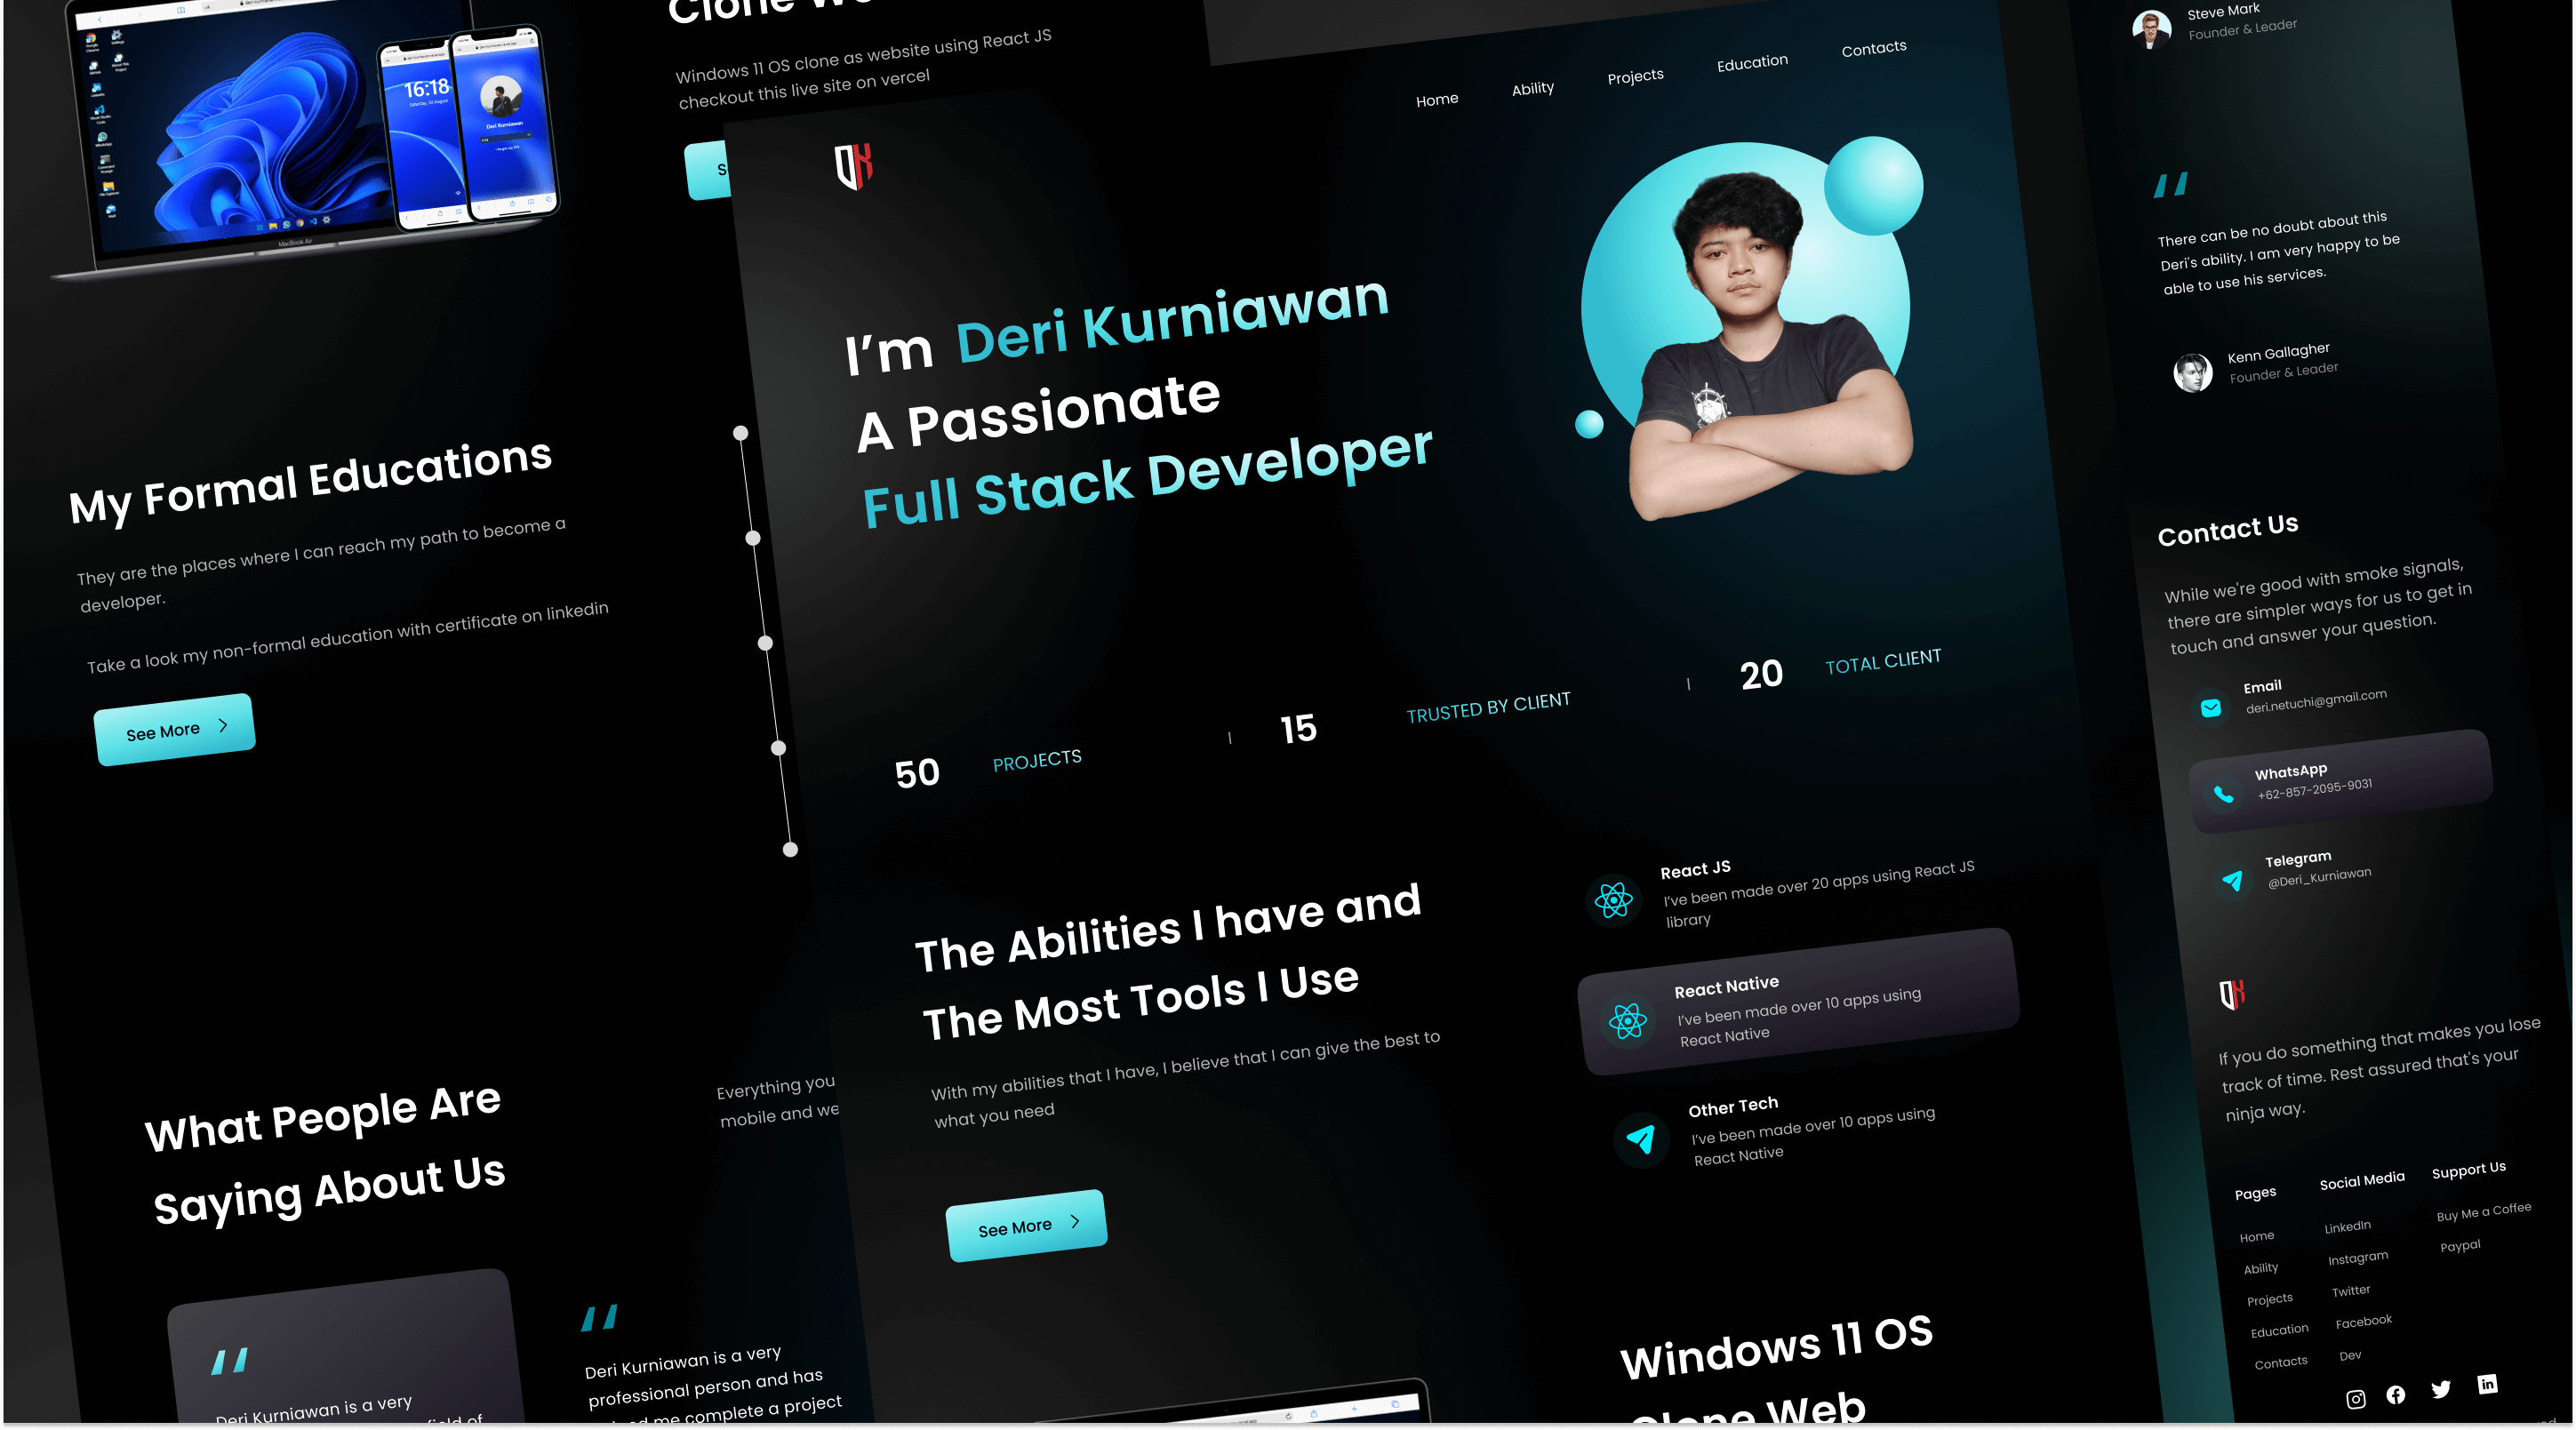 Clone
Windows 11 OS clone as website using React JS
checkout this live site on vercel
16:18
Saturday, 20 August
Deri Kurniawan
MacBook Air
My Formal Educations
They are the places where I can reach my path to become a
developer.
Take a look my non-formal education with certificate on linkedin
See More
What People Are
Saying About Us
Everything you
mobile and we
Deri Kurniawan is a very
field of
Deri Kurniawan is a very
professional person and has
me complete a project
Home
Ability
Projects
Education
Contacts
DK
I’m Deri Kurniawan
A Passionate
Full Stack Developer
50 PROJECTS
15 TRUSTED BY CLIENT
20 TOTAL CLIENT
The Abilities I have and
The Most Tools I Use
With my abilities that I have, I believe that I can give the best to
what you need
See More
React JS
I’ve been made over 20 apps using React JS
library
React Native
I’ve been made over 10 apps using
React Native
Other Tech
I’ve been made over 10 apps using
React Native
Windows 11 OS
Clone Web
Steve Mark
Founder & Leader
There can be no doubt about this
Deri's ability. I am very happy to be
able to use his services.
Kenn Gallagher
Founder & Leader
Contact Us
While we're good with smoke signals,
there are simpler ways for us to get in
touch and answer your question.
Email
deri.netuchi@gmail.com
WhatsApp
+62-857-2095-9031
Telegram
@Deri_Kurniawan
DK
If you do something that makes you lose
track of time. Rest assured that's your
ninja way.
Pages
Home
Ability
Projects
Education
Contacts
Social Media
LinkedIn
Instagram
Twitter
Facebook
Dev
Support Us
Buy Me a Coffee
Paypal